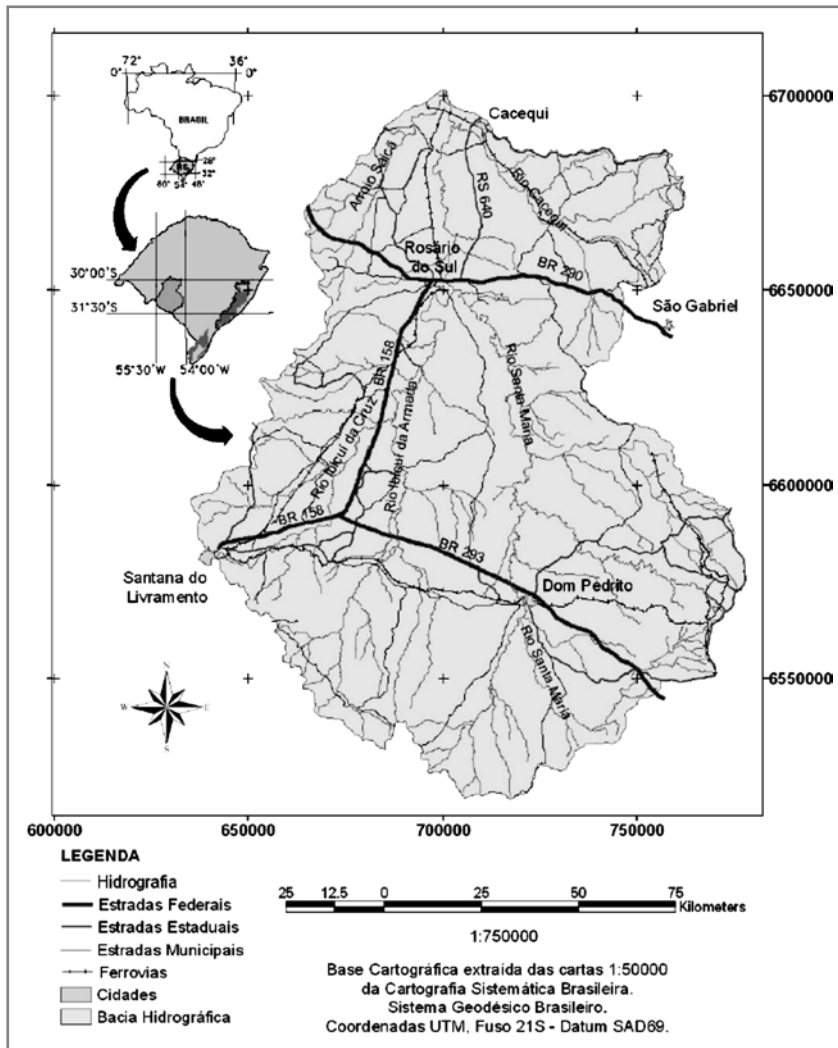 72° 36°
0° 0°
BRASIL
RS
28°
32°
60° 54° 48°
30°00'S
31°30'S
55°30'W 54°00'W
6700000
6650000
6600000
6550000
600000 650000 700000 750000
Cacequi
Arroio Saicã
RS 640
Rio Cacequi
Rosário
do Sul
BR 290
São Gabriel
BR 158
Rio Santa Maria
Rio Ibicuí da Cruz
Rio Ibicuí da Armada
BR 158
BR 293
Santana do
Livramento
Dom Pedrito
Rio Santa Maria
N
W E
S
LEGENDA
Hidrografia
Estradas Federais
Estradas Estaduais
Estradas Municipais
Ferrovias
Cidades
Bacia Hidrográfica
25 12.5 0 25 50 75
Kilometers
1:750000
Base Cartográfica extraída das cartas 1:50000
da Cartografia Sistemática Brasileira.
Sistema Geodésico Brasileiro.
Coordenadas UTM, Fuso 21S - Datum SAD69.